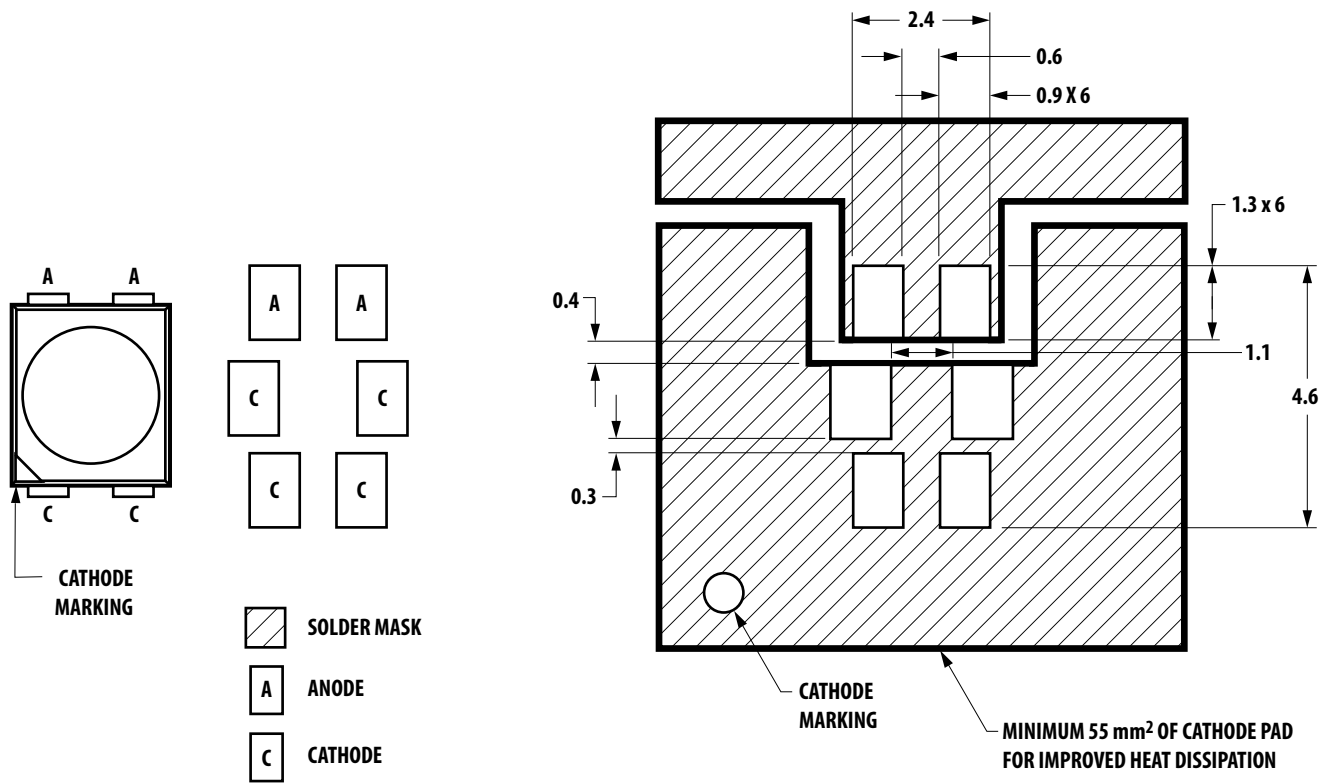 2.4
0.6
0.9 X 6
1.3 x 6
A A
A A
0.4
1.1
C C
4.6
C C
0.3
C C
CATHODE
MARKING
SOLDER MASK
A ANODE
C CATHODE
CATHODE
MARKING
MINIMUM 55 mm² OF CATHODE PAD
FOR IMPROVED HEAT DISSIPATION